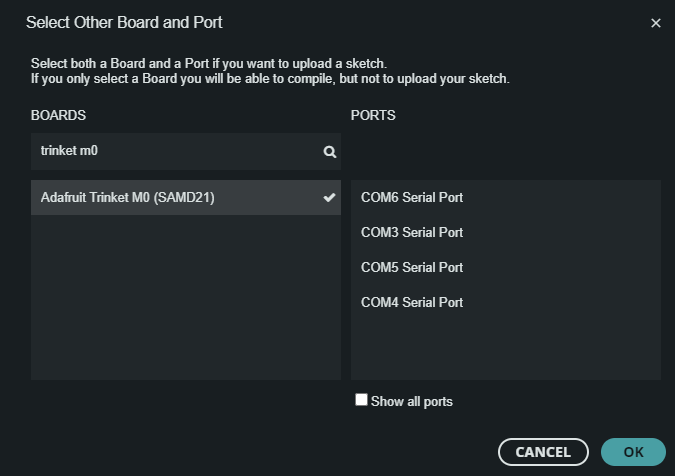 Select Other Board and Port
Select both a Board and a Port if you want to upload a sketch.
If you only select a Board you will be able to compile, but not to upload your sketch.
BOARDS
trinket m0
Adafruit Trinket M0 (SAMD21)
PORTS
COM6 Serial Port
COM3 Serial Port
COM5 Serial Port
COM4 Serial Port
Show all ports
CANCEL
OK